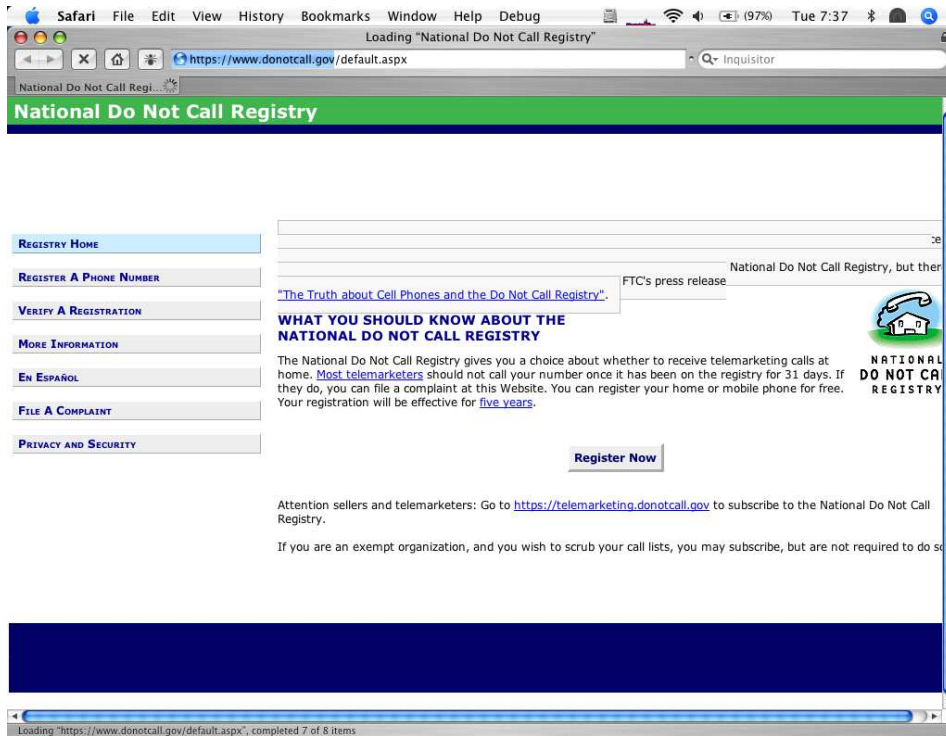 Safari File Edit View History Bookmarks Window Help Debug (97%) Tue 7:37
Loading "National Do Not Call Registry"
https://www.donotcall.gov/default.aspx Inquisitor
National Do Not Call Regi...
National Do Not Call Registry
REGISTRY HOME
REGISTER A PHONE NUMBER
VERIFY A REGISTRATION
MORE INFORMATION
EN ESPAÑOL
FILE A COMPLAINT
PRIVACY AND SECURITY
National Do Not Call Registry, but
FTC's press release
"The Truth about Cell Phones and the Do Not Call Registry".
WHAT YOU SHOULD KNOW ABOUT THE
NATIONAL DO NOT CALL REGISTRY
The National Do Not Call Registry gives you a choice about whether to receive telemarketing calls at
home. Most telemarketers should not call your number once it has been on the registry for 31 days. If
they do, you can file a complaint at this Website. You can register your home or mobile phone for free.
Your registration will be effective for five years.
NATIONAL
DO NOT CA
REGISTRY
Register Now
Attention sellers and telemarketers: Go to https://telemarketing.donotcall.gov to subscribe to the National Do Not Call
Registry.
If you are an exempt organization, and you wish to scrub your call lists, you may subscribe, but are not required to do
Loading "https://www.donotcall.gov/default.aspx", completed 7 of 8 items